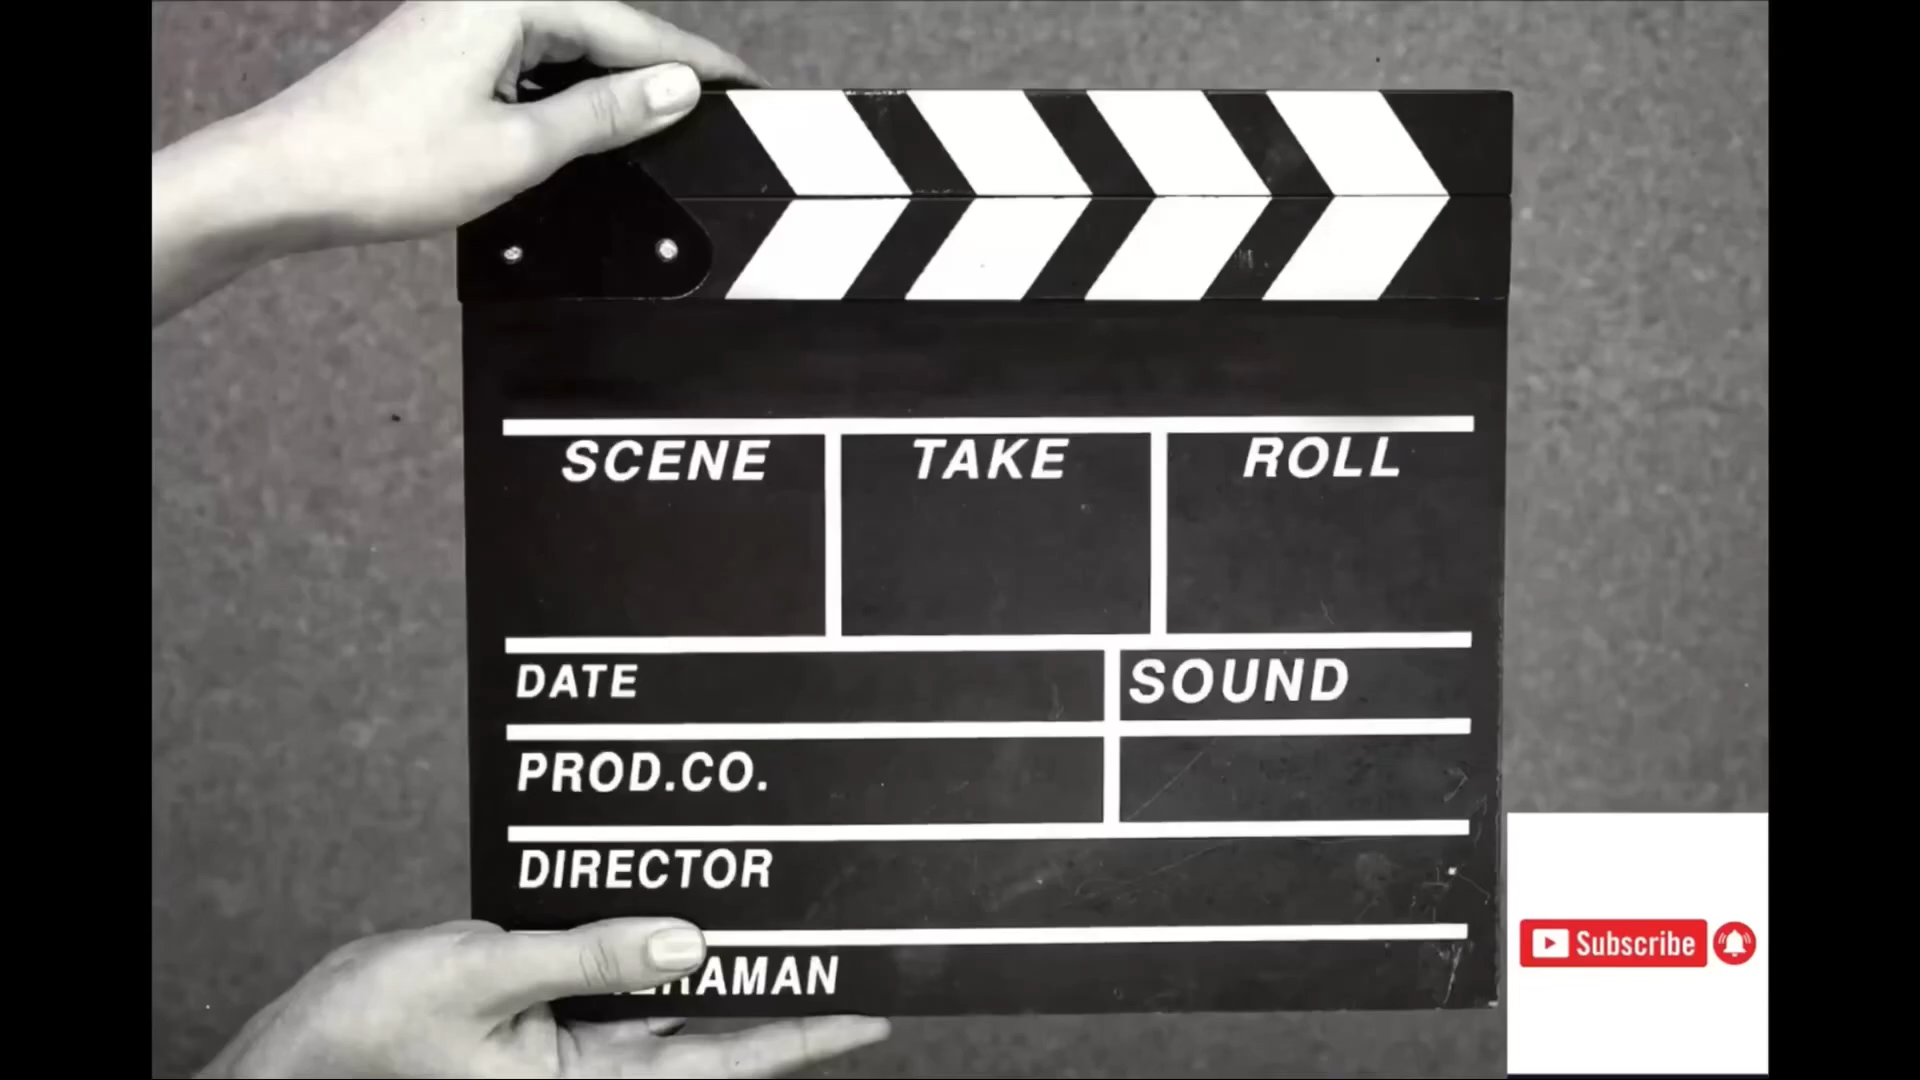 SCENE TAKE ROLL
DATE SOUND
PROD.CO.
DIRECTOR
Subscribe